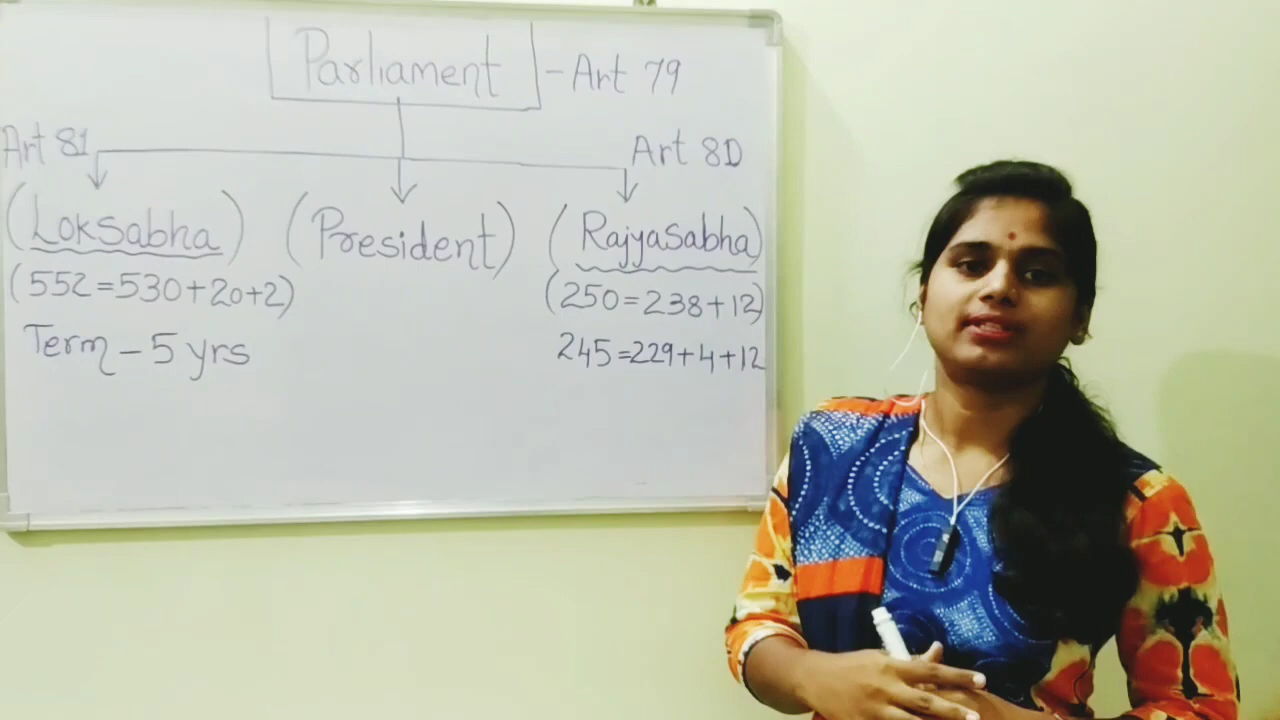 Parliament - Art 79
Art 81 Art 80
(Loksabha) (President) (Rajyasabha)
(552=530+20+2) (250=238+12)
Term - 5 yrs 245=229+4+12